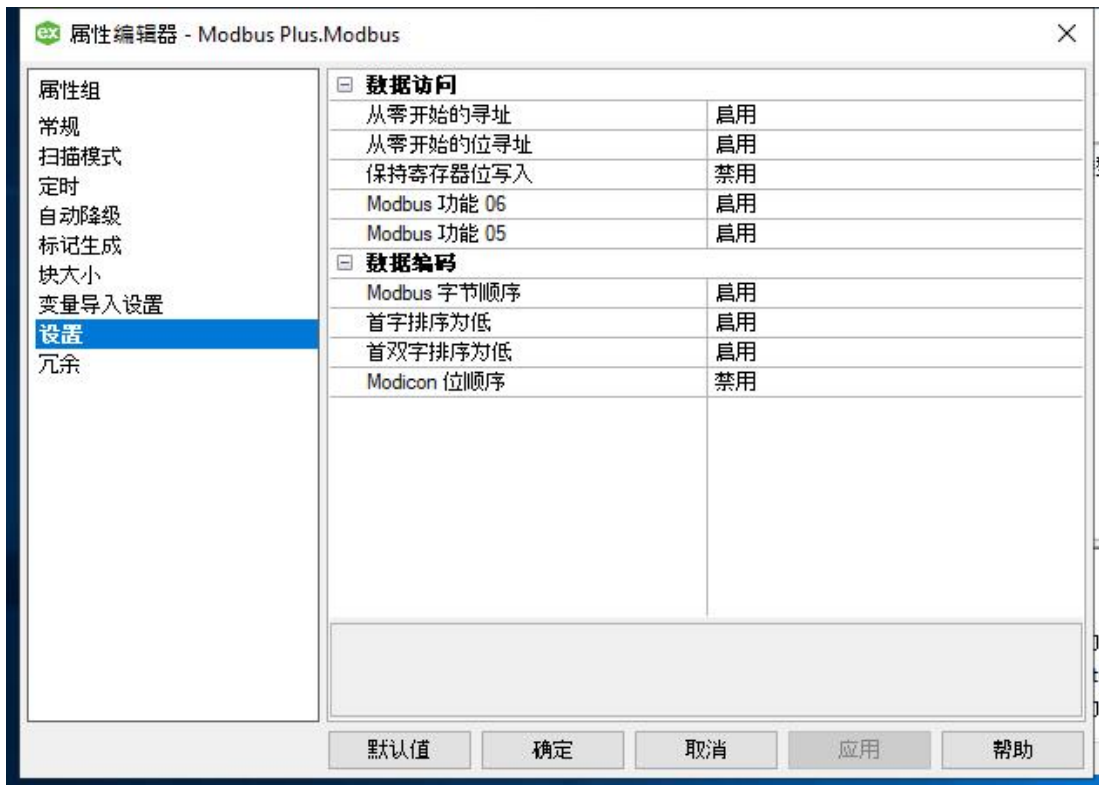 ex 属性编辑器 - Modbus Plus.Modbus
属性组
常规
扫描模式
定时
自动降级
标记生成
块大小
变量导入设置
设置
冗余
数据访问
从零开始的寻址 启用
从零开始的位寻址 启用
保持寄存器位写入 禁用
Modbus 功能 06 启用
Modbus 功能 05 启用
数据编码
Modbus 字节顺序 启用
首字排序为低 启用
首双字排序为低 启用
Modicon 位顺序 禁用
默认值 确定 取消 应用 帮助